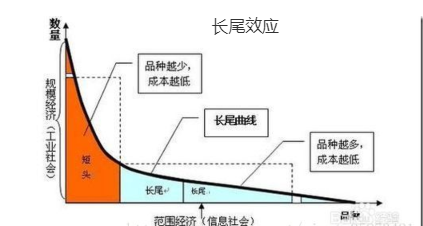 长尾效应
数量
品种越少，
成本越低
规模经济（工业社会）
长尾曲线
品种越多，
成本越低
短头
长尾
长尾
品种
范围经济（信息社会）